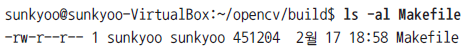 sunkyoo@sunkyoo-VirtualBox:~/opencv/build$ ls -al Makefile
-rw-r--r-- 1 sunkyoo sunkyoo 451204  2월 17 18:58 Makefile